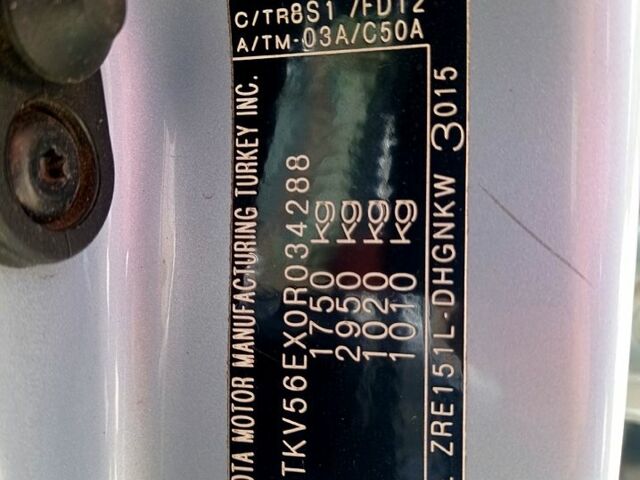 OTA MOTOR MANUFACTURING TURKEY INC.
TKV56EX0R034288
1750 kg
2950 kg
1020 kg
1010 kg
ZRE151L-DHGNKW 3015
C/TR8S1 /FD12
A/TM-03A/C50A